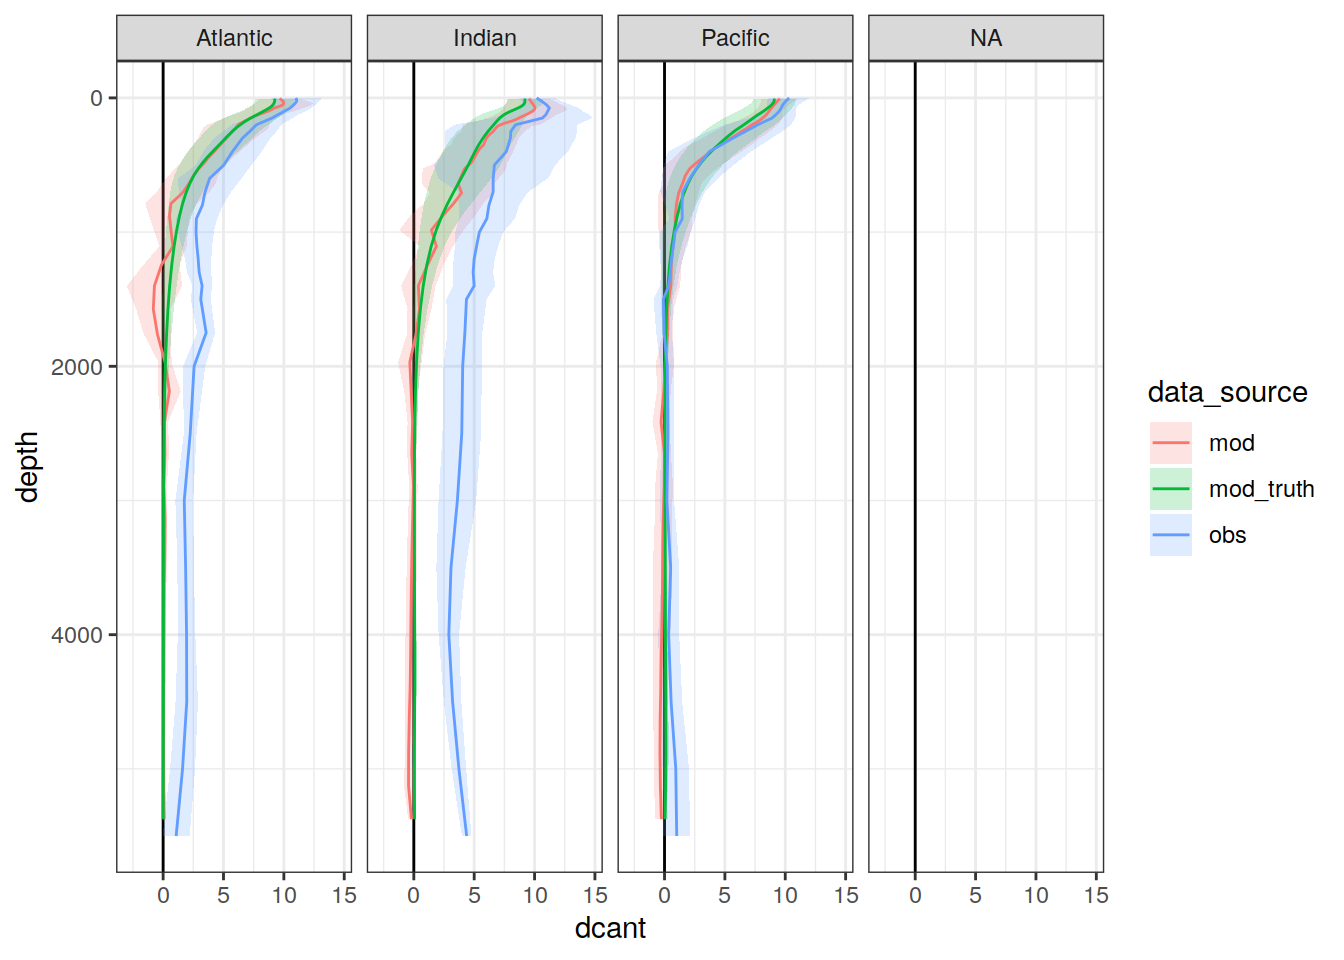 Atlantic Indian Pacific NA
0
2000
4000
depth
0 5 10 15 0 5 10 15 0 5 10 15 0 5 10 15
dcant
data_source
mod
mod_truth
obs